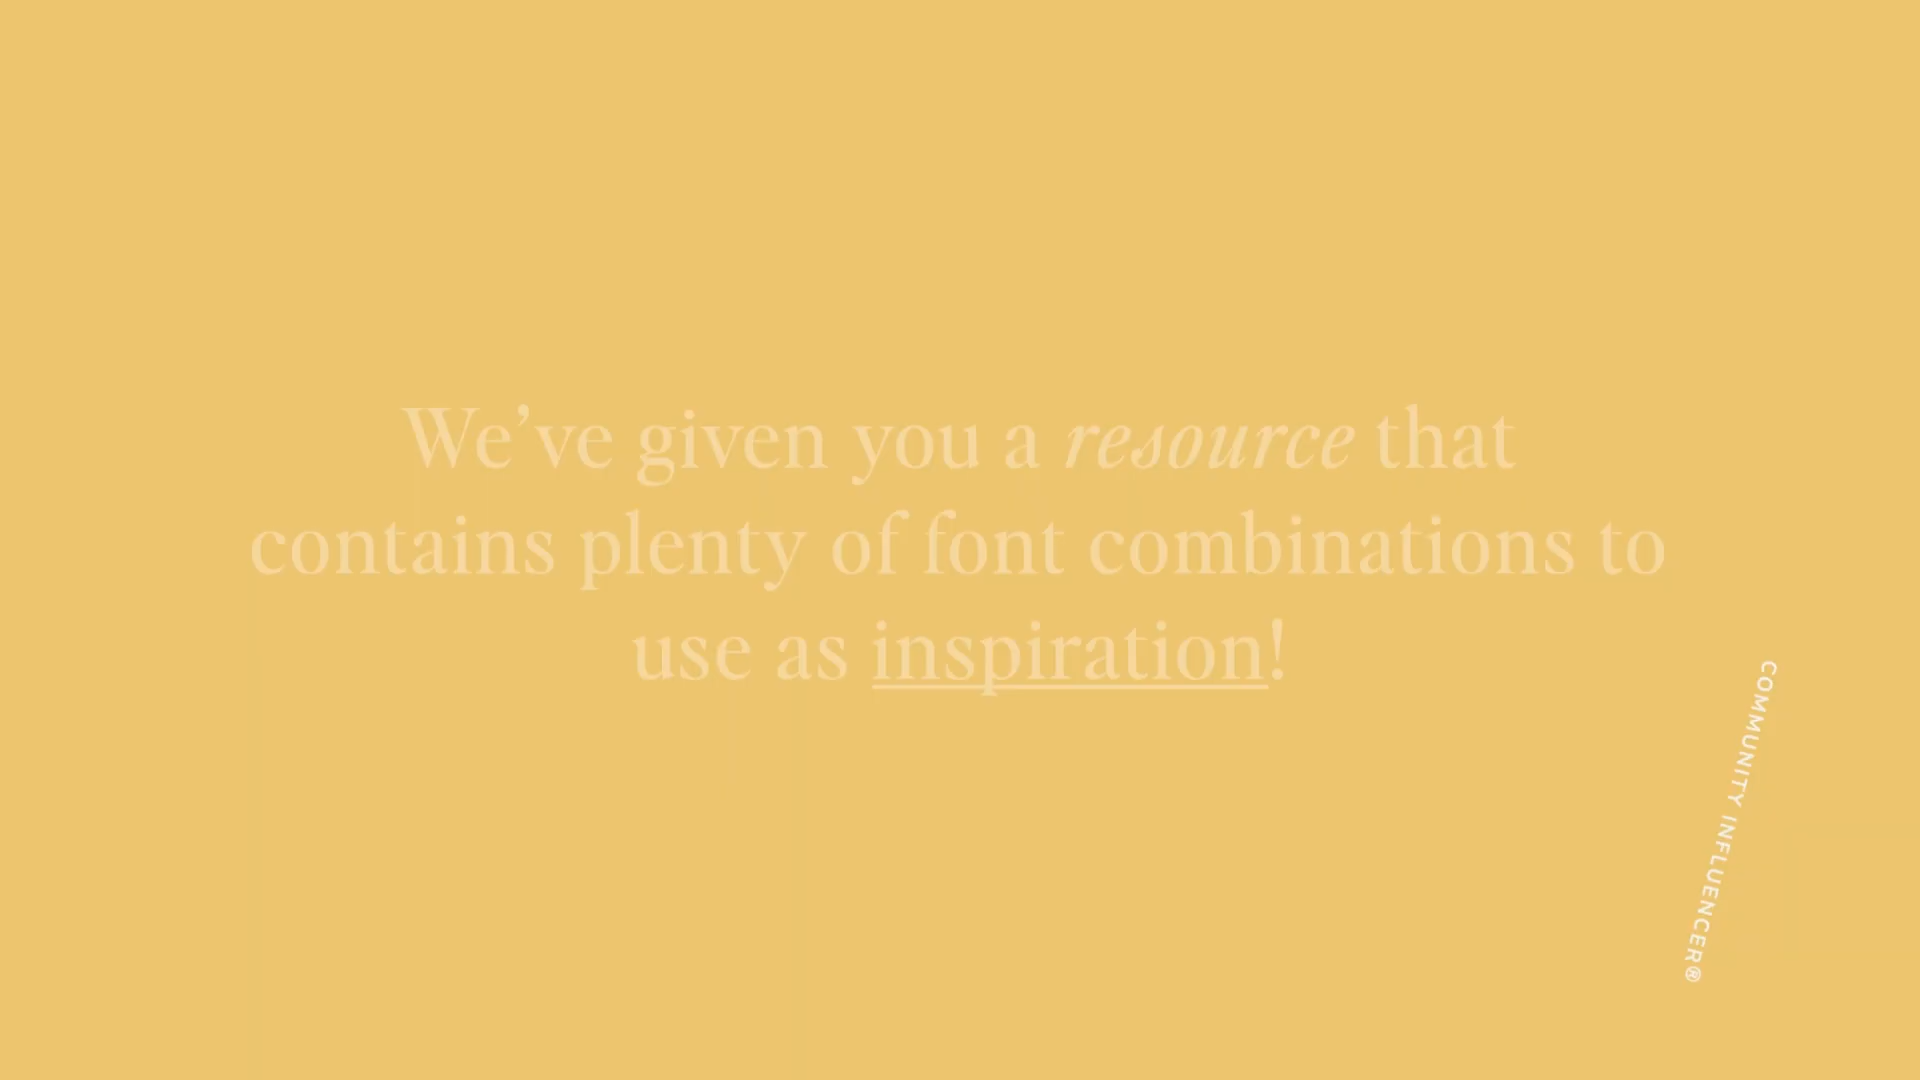 We’ve given you a resource that
contains plenty of font combinations to
use as inspiration!
COMMUNITY INFLUENCER®